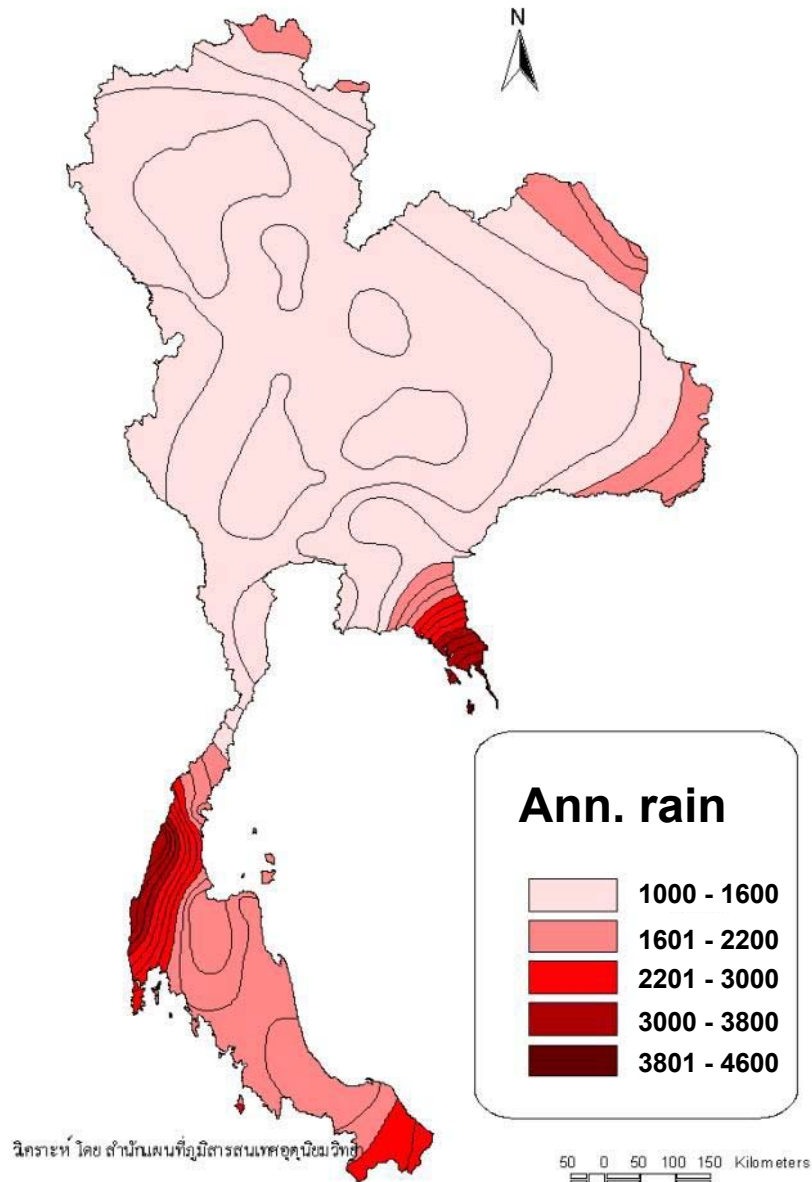 N
Ann. rain
1000 - 1600
1601 - 2200
2201 - 3000
3000 - 3800
3801 - 4600
วิเคราะห์ โดย สำนักแผนที่ภูมิสารสนเทศอุตุนิยมวิทยา
50 0 50 100 150 Kilometers